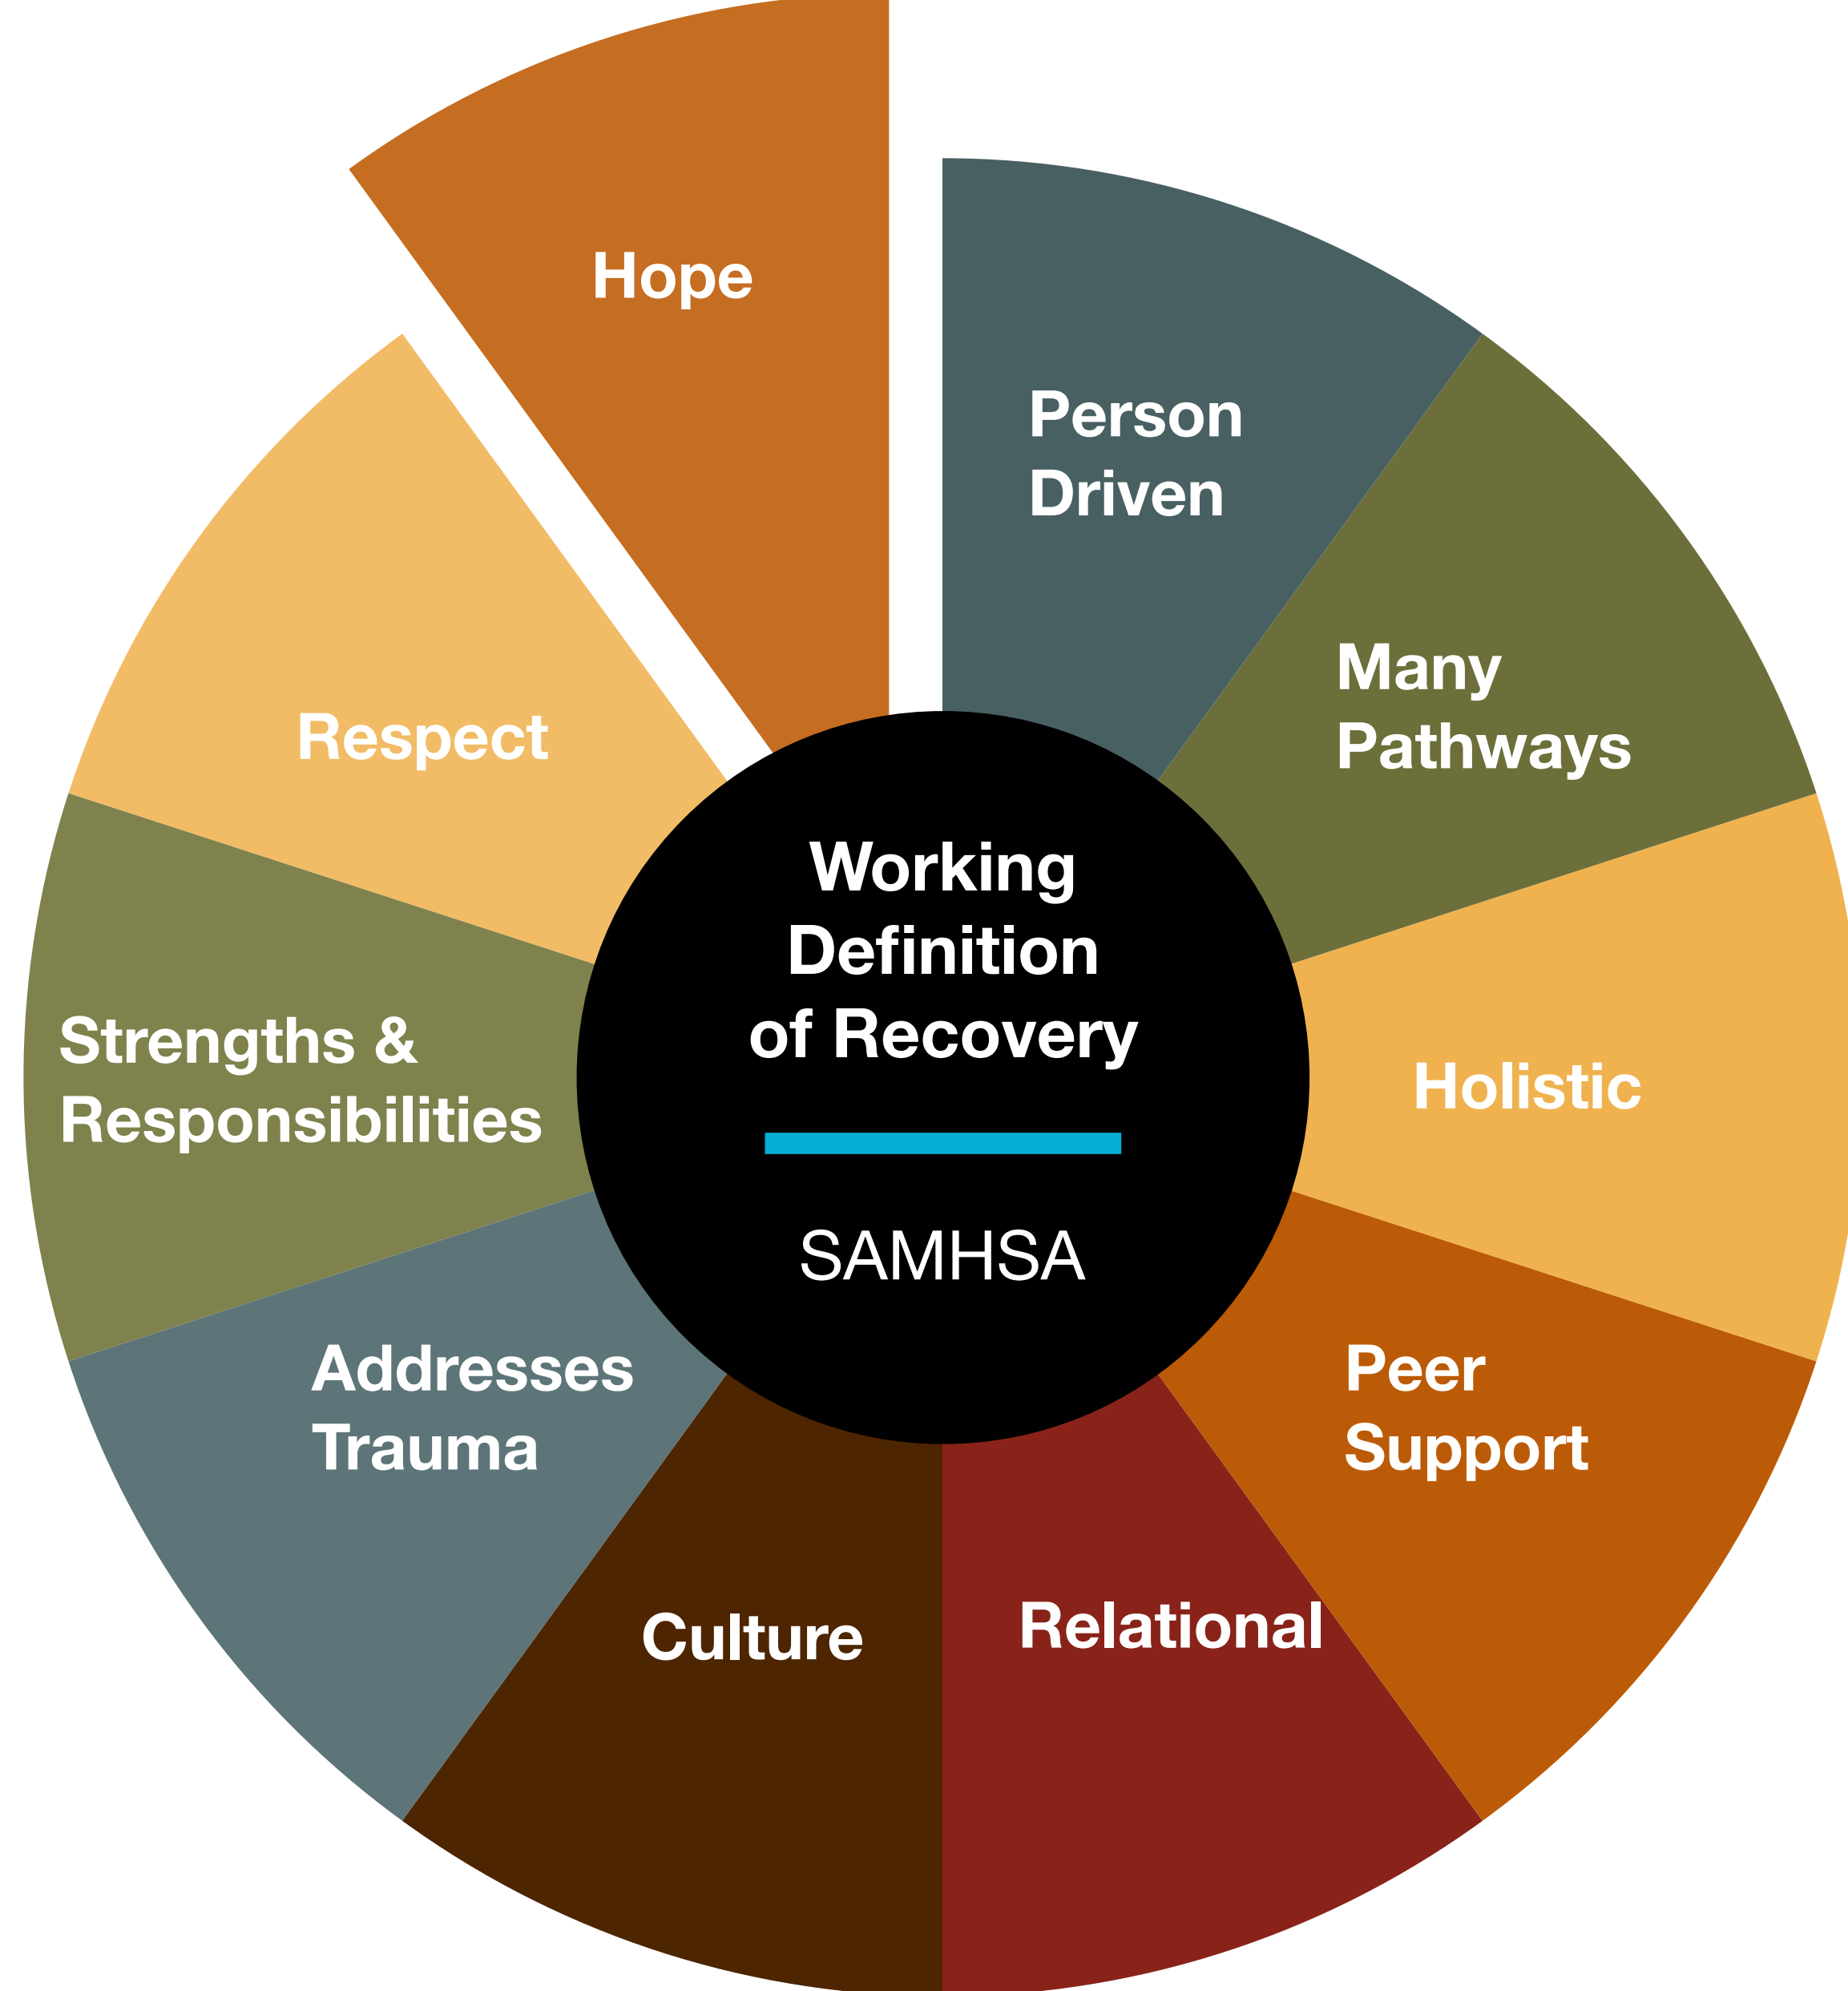 Hope
Person
Driven
Many
Pathways
Holistic
Peer
Support
Relational
Culture
Addresses
Trauma
Strengths &
Responsibilities
Respect
Working
Definition
of Recovery
SAMHSA